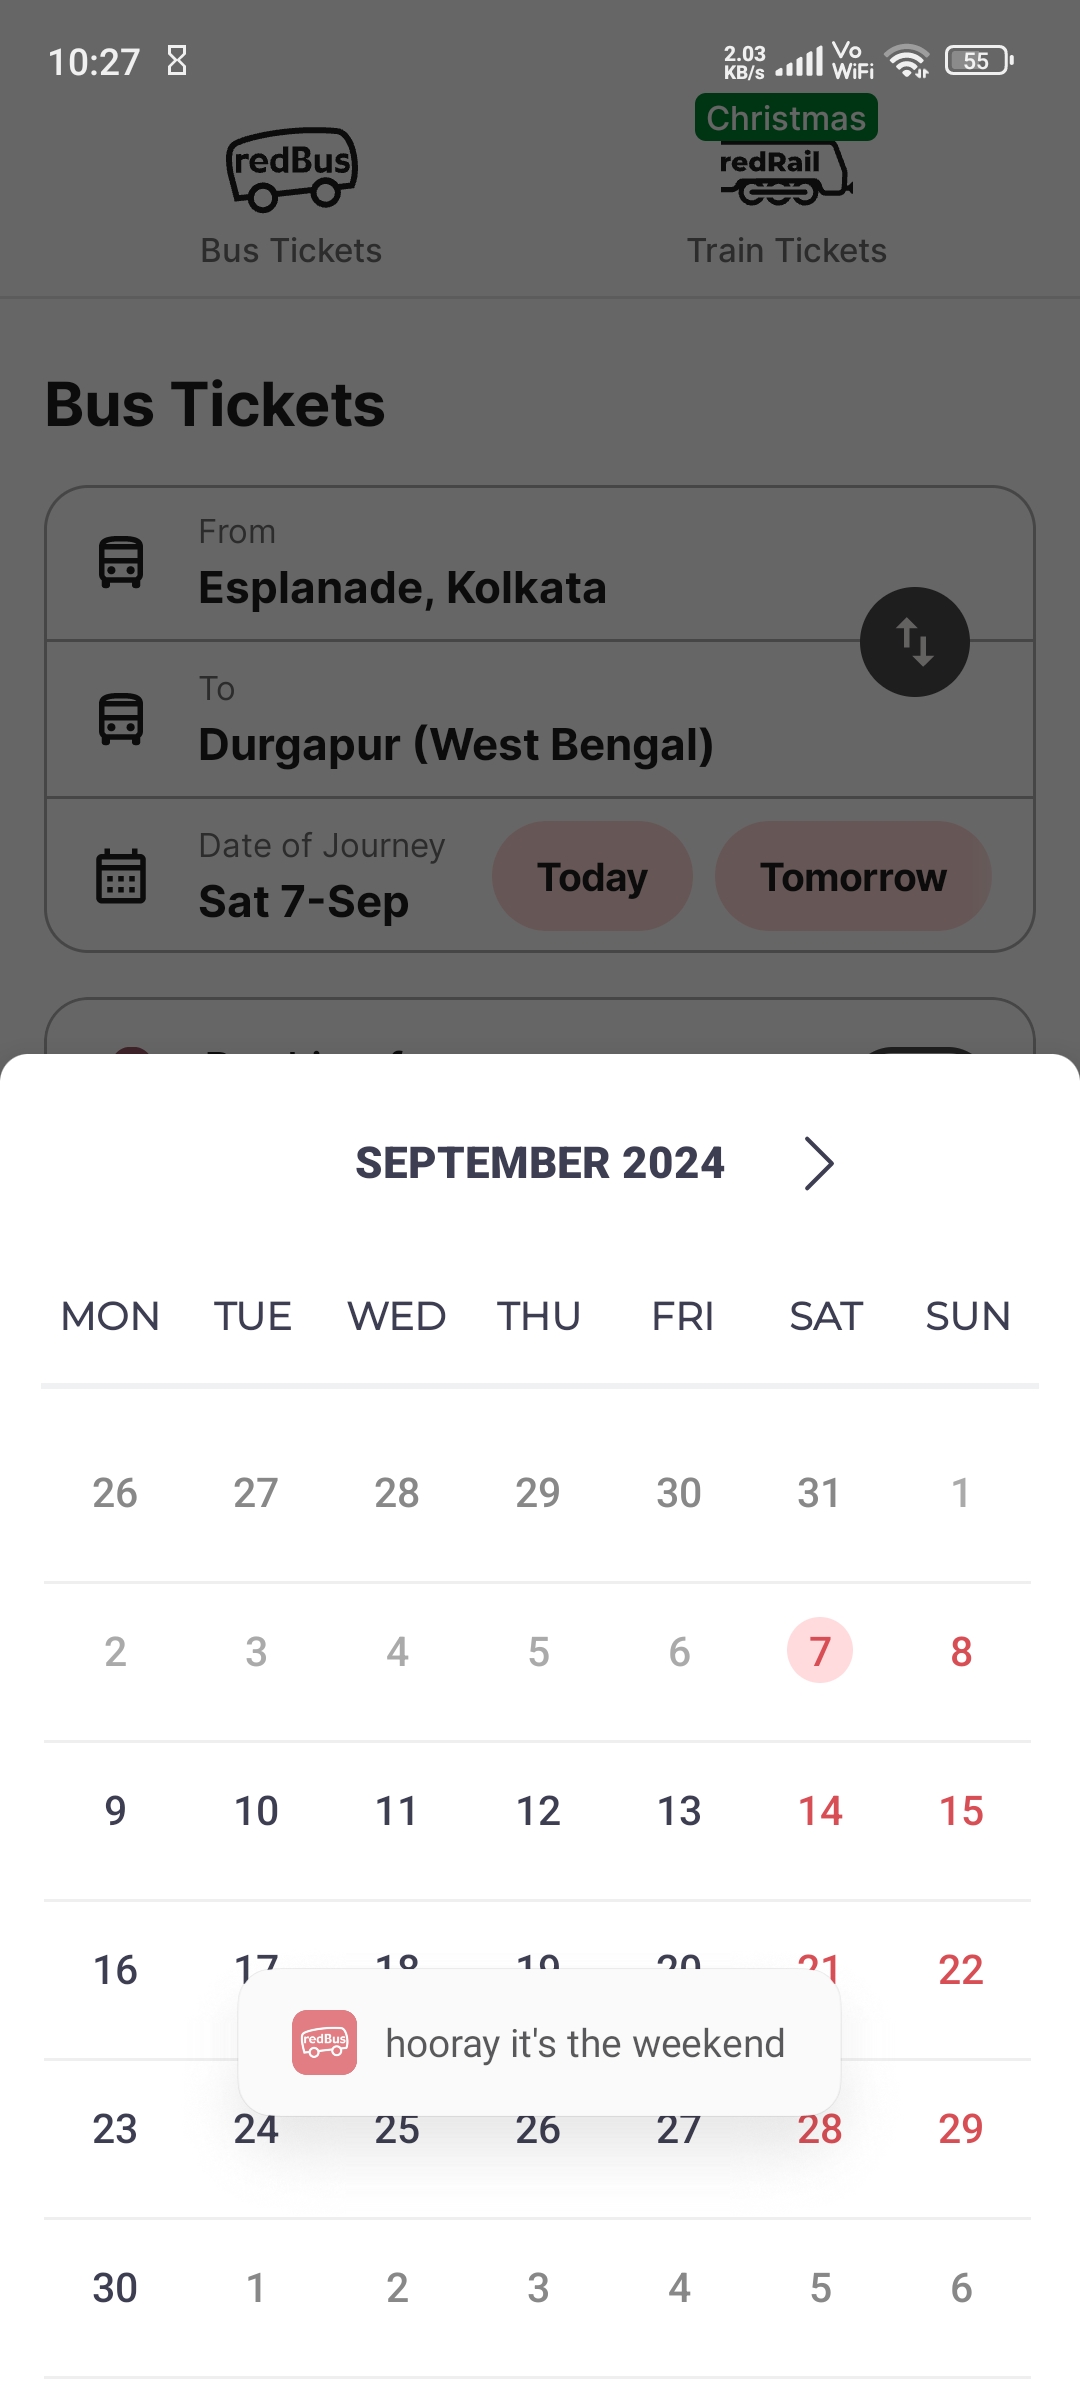 10:27
2.03 KB/s
Vo WiFi
55
Christmas
redBus
redRail
Bus Tickets
Train Tickets
Bus Tickets
From
Esplanade, Kolkata
To
Durgapur (West Bengal)
Date of Journey
Sat 7-Sep
Today
Tomorrow
SEPTEMBER 2024
MON TUE WED THU FRI SAT SUN
26 27 28 29 30 31 1
2 3 4 5 6 7 8
9 10 11 12 13 14 15
16 17 18 19 20 21 22
redBus
hooray it's the weekend
23 24 25 26 27 28 29
30 1 2 3 4 5 6